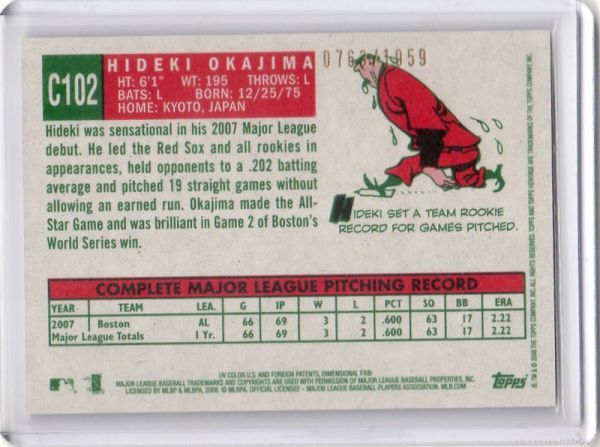 C102
HIDEKI OKAJIMA
HT: 6'1" WT: 195 THROWS: L
BATS: L BORN: 12/25/75
HOME: KYOTO, JAPAN
Hideki was sensational in his 2007 Major League
debut. He led the Red Sox and all rookies in
appearances, held opponents to a .202 batting
average and pitched 19 straight games without
allowing an earned run. Okajima made the All-
Star Game and was brilliant in Game 2 of Boston's
World Series win.
HIDEKI SET A TEAM ROOKIE
RECORD FOR GAMES PITCHED.
COMPLETE MAJOR LEAGUE PITCHING RECORD
YEAR TEAM LEA. G IP W L PCT SO BB ERA
2007 Boston AL 66 69 3 2 .600 63 17 2.22
Major League Totals 1 Yr. 66 69 3 2 .600 63 17 2.22
UV COLOR U.S. AND FOREIGN PATENTS, DIMENSIONAL FX®
MAJOR LEAGUE BASEBALL TRADEMARKS AND COPYRIGHTS ARE USED WITH PERMISSION OF MAJOR LEAGUE BASEBALL PROPERTIES, INC.
LICENSEE © MLBPA. OFFICIAL LICENSEE – MAJOR LEAGUE BASEBALL PLAYERS ASSOCIATION. MLB.COM
Topps